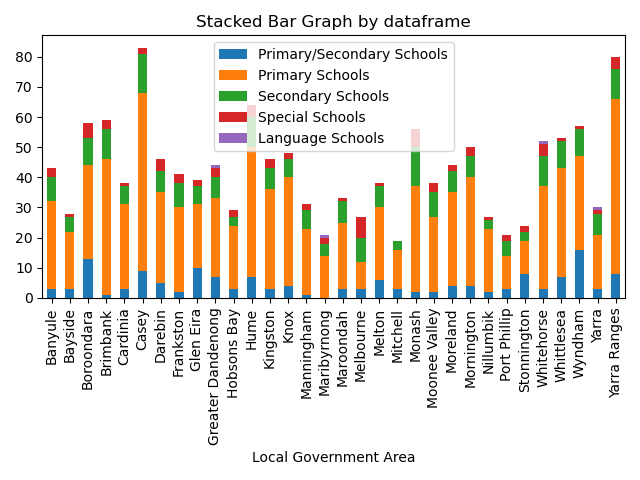 Stacked Bar Graph by dataframe
Primary/Secondary Schools
Primary Schools
Secondary Schools
Special Schools
Language Schools
80
70
60
50
40
30
20
10
0
Banyule
Bayside
Boroondara
Brimbank
Cardinia
Casey
Darebin
Frankston
Glen Eira
Greater Dandenong
Hobsons Bay
Hume
Kingston
Knox
Manningham
Maribyrnong
Maroondah
Melbourne
Melton
Mitchell
Monash
Moonee Valley
Moreland
Mornington
Nillumbik
Port Phillip
Stonnington
Whitehorse
Whittlesea
Wyndham
Yarra
Yarra Ranges
Local Government Area